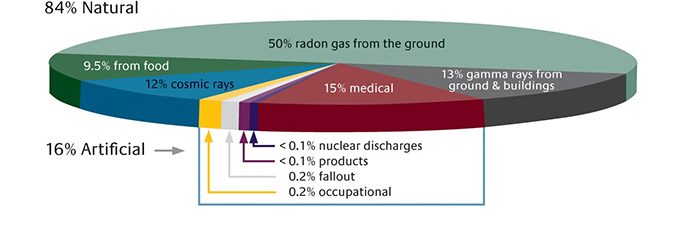 84% Natural
50% radon gas from the ground
9.5% from food
12% cosmic rays
15% medical
13% gamma rays from
ground & buildings
16% Artificial
< 0.1% nuclear discharges
< 0.1% products
0.2% fallout
0.2% occupational